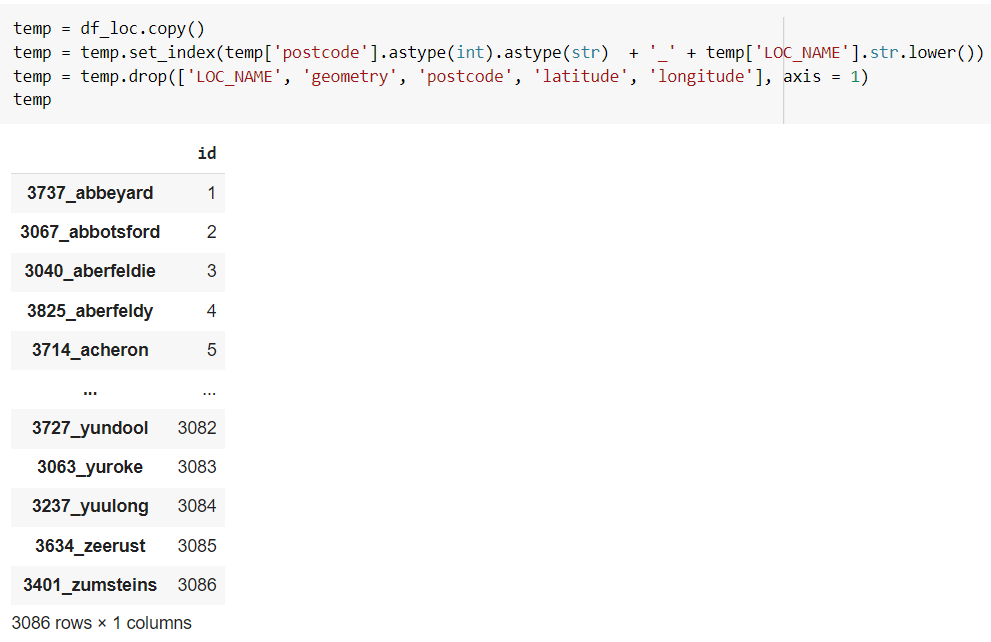 temp = df_loc.copy()
temp = temp.set_index(temp['postcode'].astype(int).astype(str)  + '_' + temp['LOC_NAME'].str.lower())
temp = temp.drop(['LOC_NAME', 'geometry', 'postcode', 'latitude', 'longitude'], axis = 1)
temp
id
3737_abbeyard 1
3067_abbotsford 2
3040_aberfeldie 3
3825_aberfeldy 4
3714_acheron 5
... ...
3727_yundool 3082
3063_yuroke 3083
3237_yuulong 3084
3634_zeerust 3085
3401_zumsteins 3086
3086 rows × 1 columns